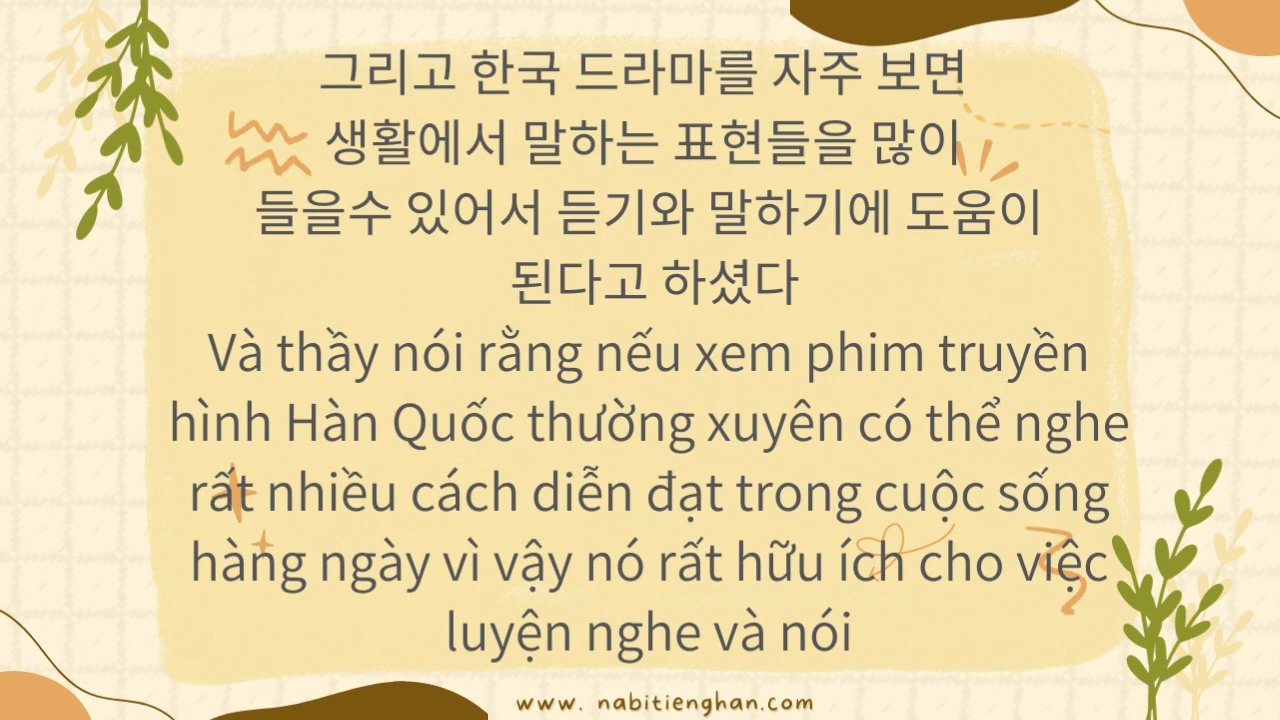 그리고 한국 드라마를 자주 보면
생활에서 말하는 표현들을 많이
들을수 있어서 듣기와 말하기에 도움이
된다고 하셨다
Và thầy nói rằng nếu xem phim truyền
hình Hàn Quốc thường xuyên có thể nghe
rất nhiều cách diễn đạt trong cuộc sống
hàng ngày vì vậy nó rất hữu ích cho việc
luyện nghe và nói
www. nabitienghan.com